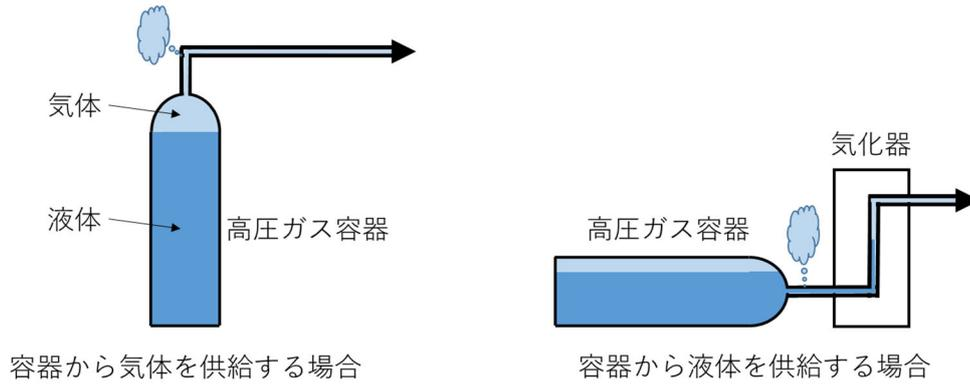 気体
液体
高圧ガス容器
容器から気体を供給する場合
気化器
高圧ガス容器
容器から液体を供給する場合